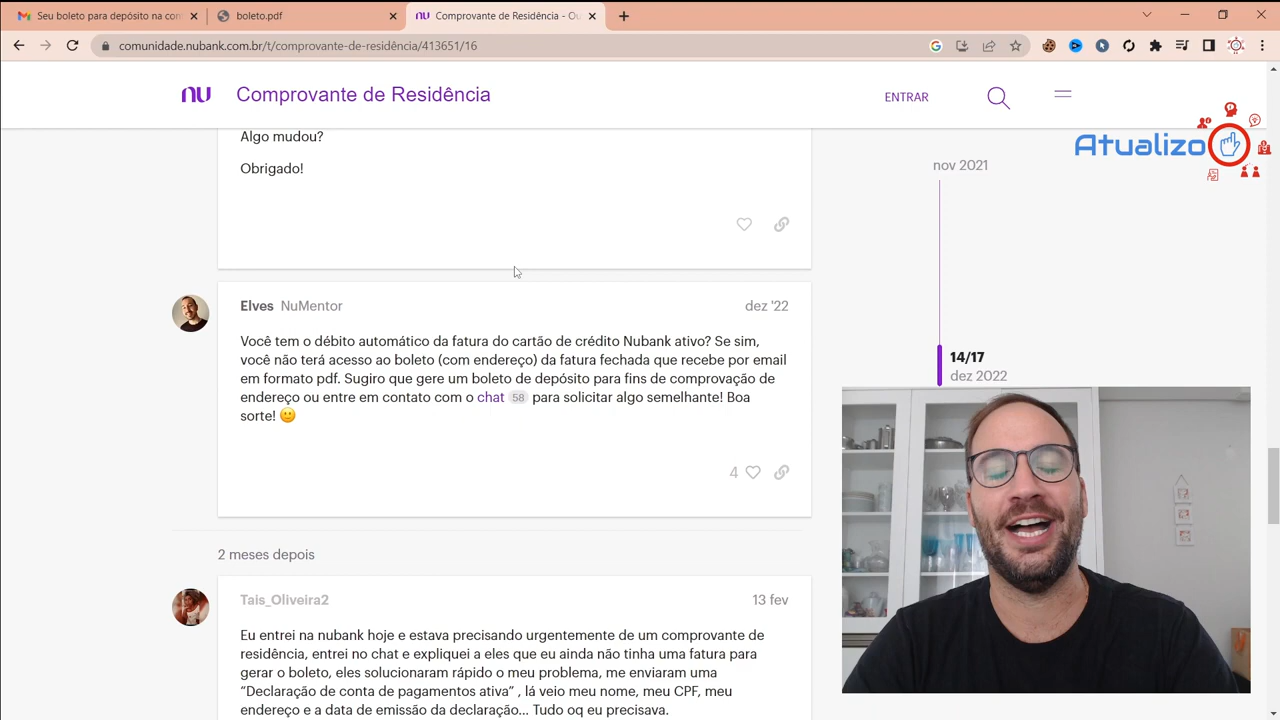 Seu boleto para depósito na con
boleto.pdf
nu Comprovante de Residência - Ou
comunidade.nubank.com.br/t/comprovante-de-residência/413651/16
nu Comprovante de Residência
ENTRAR
Atualizo
Algo mudou?
Obrigado!
nov 2021
Elves NuMentor dez '22
Você tem o débito automático da fatura do cartão de crédito Nubank ativo? Se sim,
você não terá acesso ao boleto (com endereço) da fatura fechada que recebe por email
em formato pdf. Sugiro que gere um boleto de depósito para fins de comprovação de
endereço ou entre em contato com o chat 58 para solicitar algo semelhante! Boa
sorte! 🙂
14/17
dez 2022
4
2 meses depois
Tais_Oliveira2 13 fev
Eu entrei na nubank hoje e estava precisando urgentemente de um comprovante de
residência, entrei no chat e expliquei a eles que eu ainda não tinha uma fatura para
gerar o boleto, eles solucionaram rápido o meu problema, me enviaram uma
“Declaração de conta de pagamentos ativa” , lá veio meu nome, meu CPF, meu
endereço e a data de emissão da declaração... Tudo oq eu precisava.